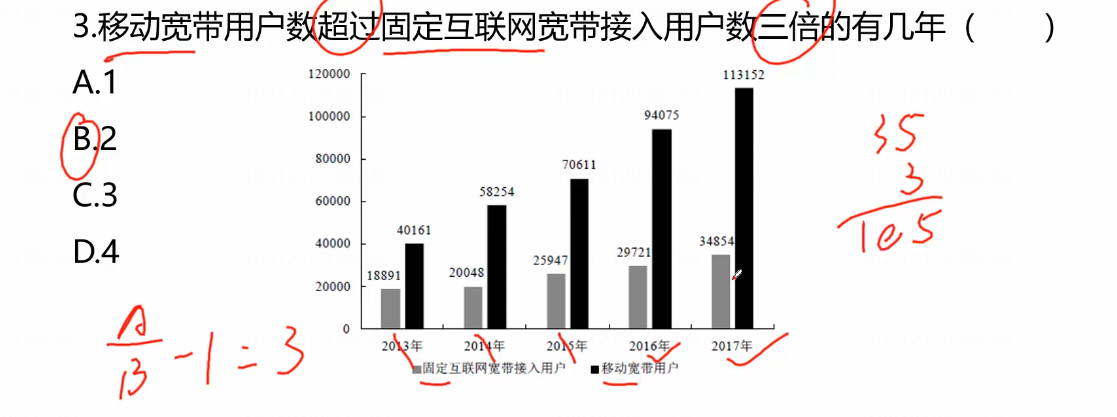 3.移动宽带用户数超过固定互联网宽带接入用户数三倍的有几年（　　）
A.1
B.2
C.3
D.4
120000
100000
80000
60000
40000
20000
0
18891
40161
20048
58254
25947
70611
29721
94075
34854
113152
2013年
2014年
2015年
2016年
2017年
固定互联网宽带接入用户
移动宽带用户
35
3
105
A
B
-1=3